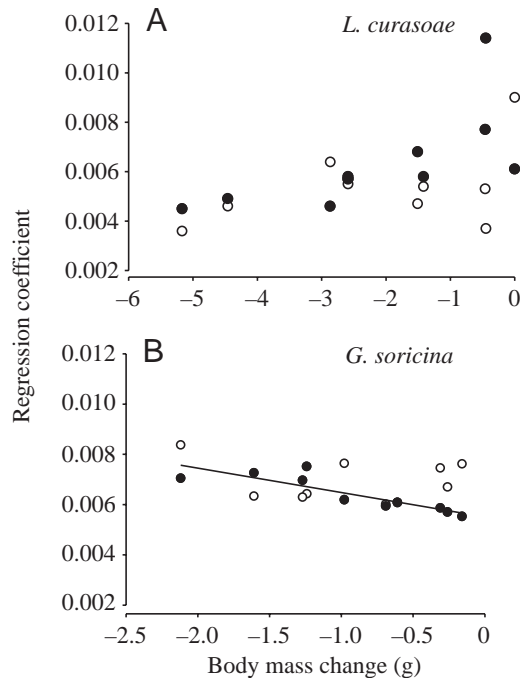 A
L. curasoae
0.012
0.010
0.008
0.006
0.004
0.002
−6 −5 −4 −3 −2 −1 0
Regression coefficient
B
G. soricina
0.012
0.010
0.008
0.006
0.004
0.002
−2.5 −2.0 −1.5 −1.0 −0.5 0
Body mass change (g)